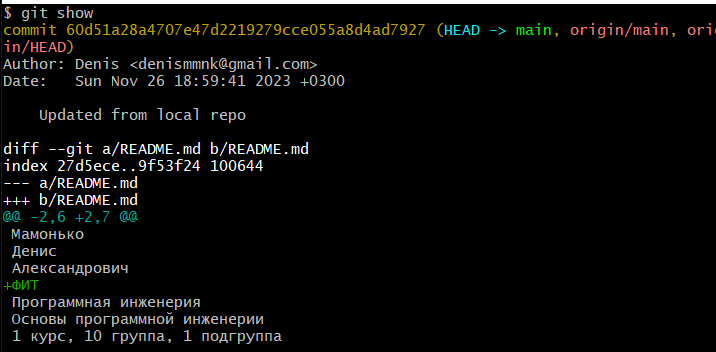 $ git show
commit 60d51a28a4707e47d2219279cce055a8d4ad7927 (HEAD -> main, origin/main, orig
in/HEAD)
Author: Denis <denismmnk@gmail.com>
Date:   Sun Nov 26 18:59:41 2023 +0300
    Updated from local repo
diff --git a/README.md b/README.md
index 27d5ece..9f53f24 100644
--- a/README.md
+++ b/README.md
@@ -2,6 +2,7 @@
 Мамонько
 Денис
 Александрович
+ФИТ
 Программная инженерия
 Основы программной инженерии
 1 курс, 10 группа, 1 подгруппа